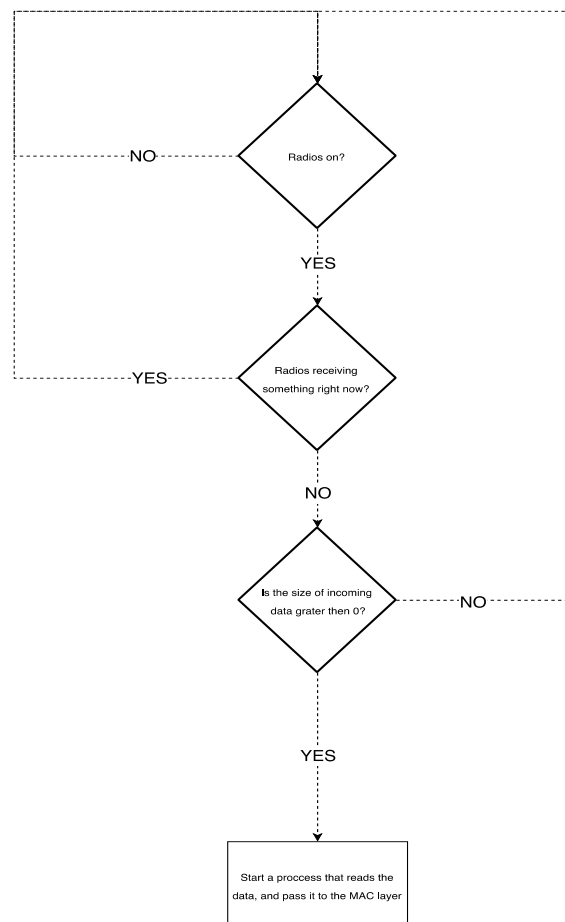 Radios on?
NO
YES
Radios receiving
something right now?
YES
NO
Is the size of incoming
data grater then 0?
NO
YES
Start a proccess that reads the
data, and pass it to the MAC layer